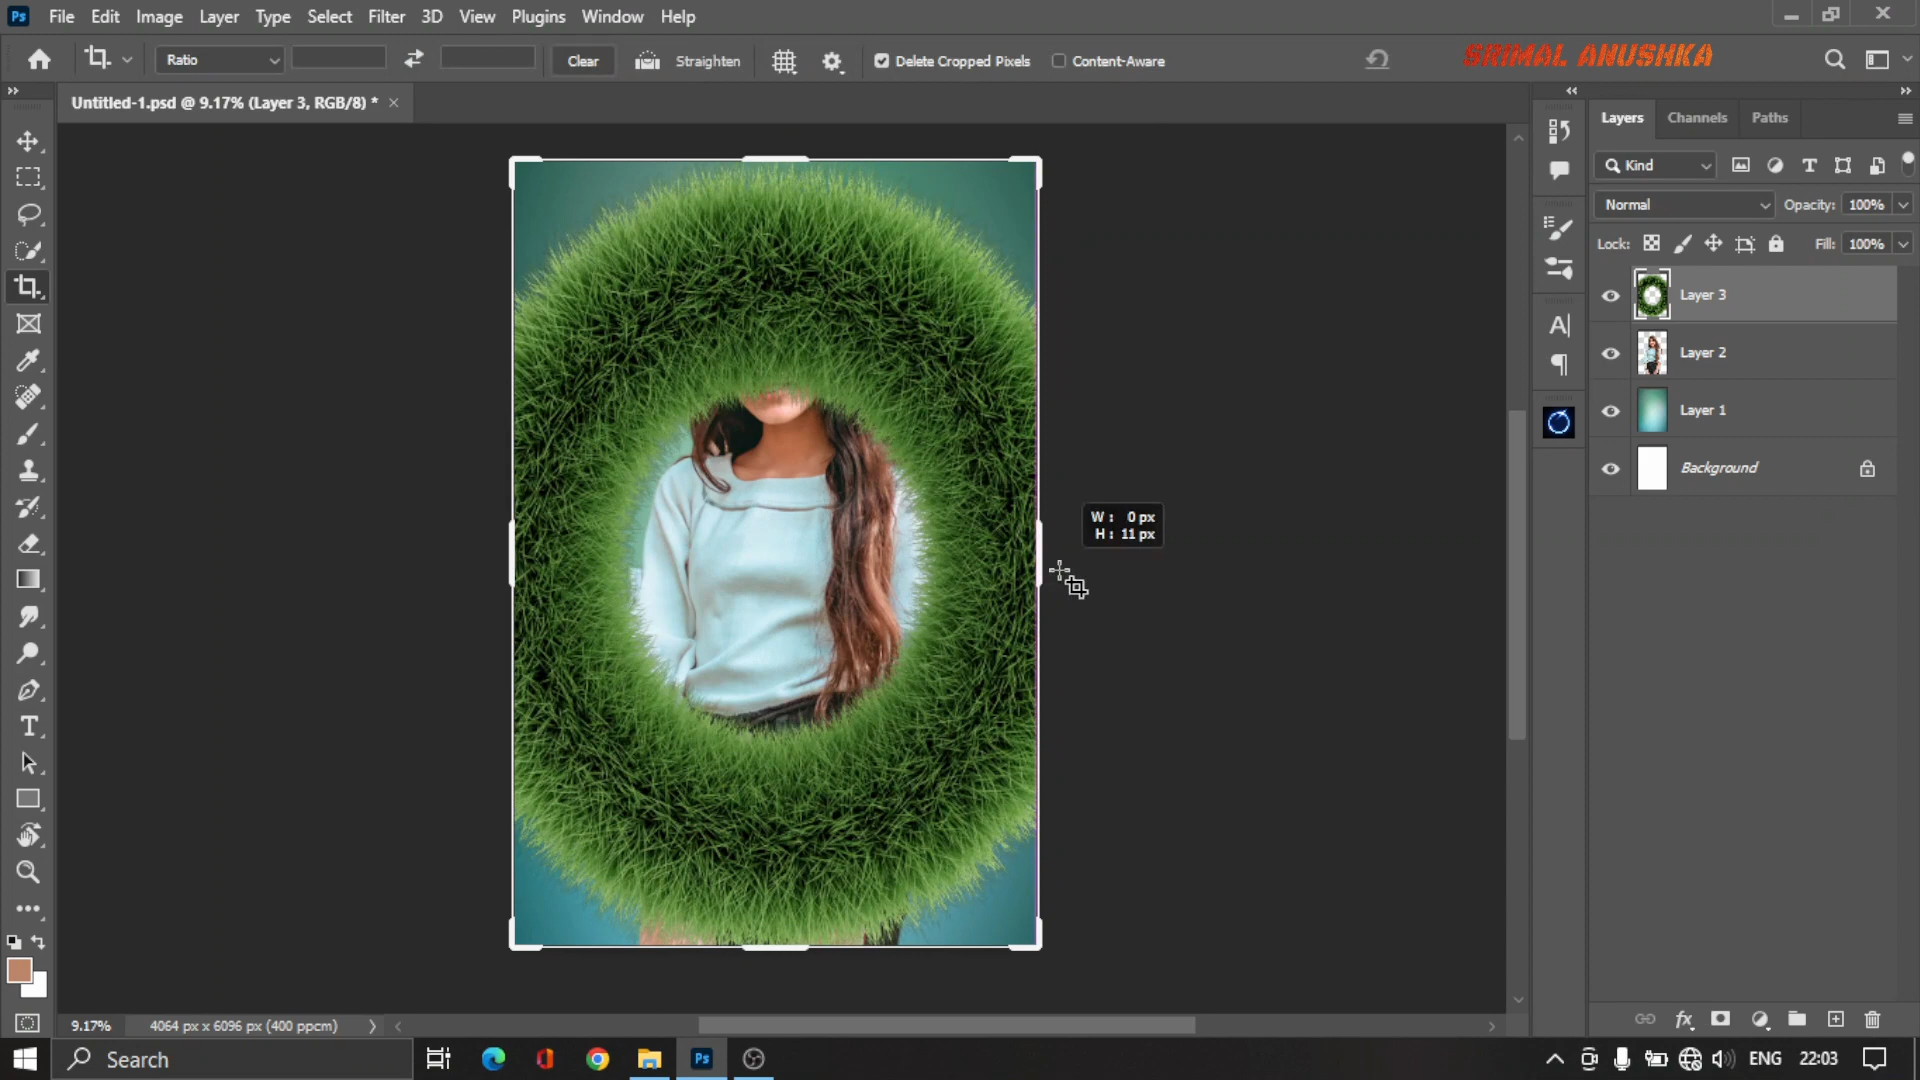 Ps File Edit Image Layer Type Select Filter 3D View Plugins Window Help
Ratio Clear Straighten Delete Cropped Pixels Content-Aware SRIMAL ANUSHKA
Untitled-1.psd @ 9.17% (Layer 3, RGB/8) *
Layers Channels Paths
Kind
Normal Opacity: 100%
Lock: Fill: 100%
Layer 3
Layer 2
Layer 1
Background
W : 0 px
H : 11 px
9.17% 4064 px x 6096 px (400 ppcm)
Search Ps ENG 22:03